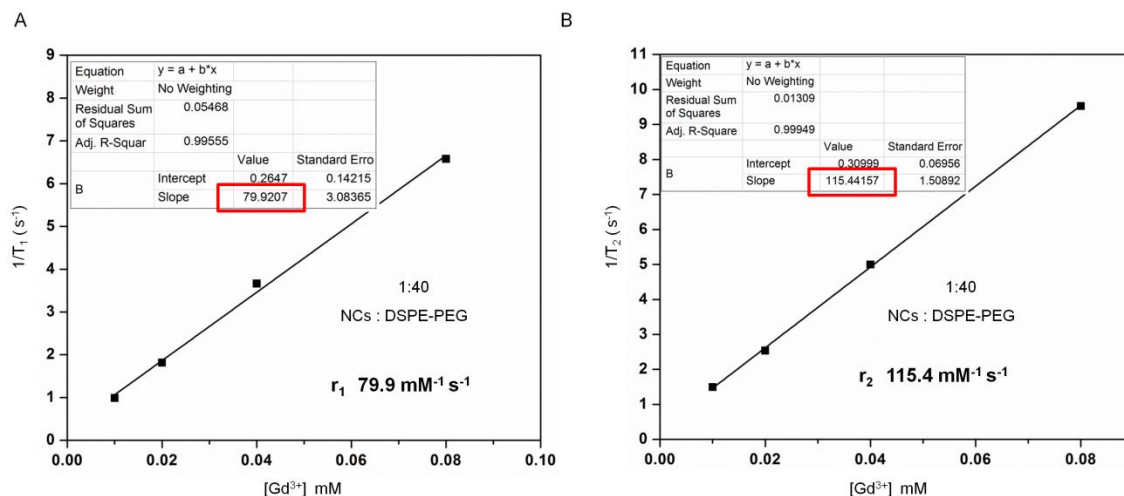 A
1/T₁ (s⁻¹)
9
8
7
6
5
4
3
2
1
0
Equation y = a + b*x
Weight No Weighting
Residual Sum of Squares 0.05468
Adj. R-Squar 0.99555
Value Standard Erro
B Intercept 0.2647 0.14215
Slope 79.9207 3.08365
1:40
NCs : DSPE-PEG
r₁ 79.9 mM⁻¹ s⁻¹
0.00 0.02 0.04 0.06 0.08 0.10
[Gd³⁺] mM
B
1/T₂ (s⁻¹)
11
10
9
8
7
6
5
4
3
2
1
0
Equation y = a + b*x
Weight No Weighting
Residual Sum of Squares 0.01309
Adj. R-Square 0.99949
Value Standard Error
B Intercept 0.30999 0.06956
Slope 115.44157 1.50892
1:40
NCs : DSPE-PEG
r₂ 115.4 mM⁻¹ s⁻¹
0.00 0.02 0.04 0.06 0.08
[Gd³⁺] mM